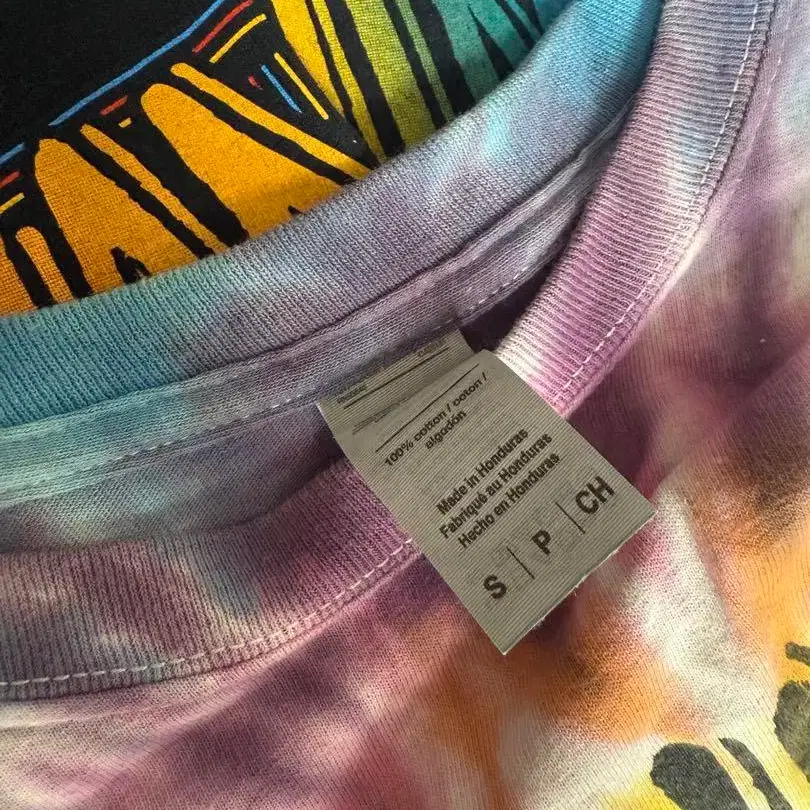 100% cotton / coton /
algodón
Made in Honduras
Fabriqué au Honduras
Hecho en Honduras
S | P | CH